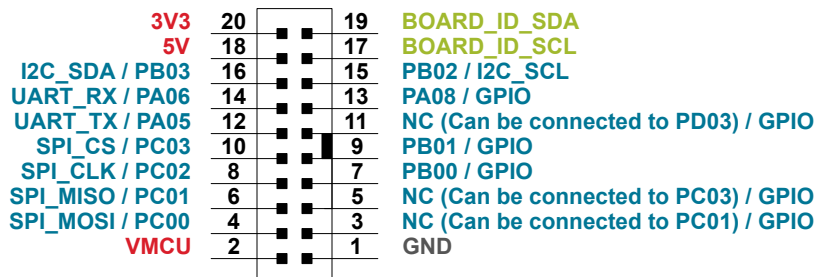 3V3 20 19 BOARD_ID_SDA
5V 18 17 BOARD_ID_SCL
I2C_SDA / PB03 16 15 PB02 / I2C_SCL
UART_RX / PA06 14 13 PA08 / GPIO
UART_TX / PA05 12 11 NC (Can be connected to PD03) / GPIO
SPI_CS / PC03 10 9 PB01 / GPIO
SPI_CLK / PC02 8 7 PB00 / GPIO
SPI_MISO / PC01 6 5 NC (Can be connected to PC03) / GPIO
SPI_MOSI / PC00 4 3 NC (Can be connected to PC01) / GPIO
VMCU 2 1 GND